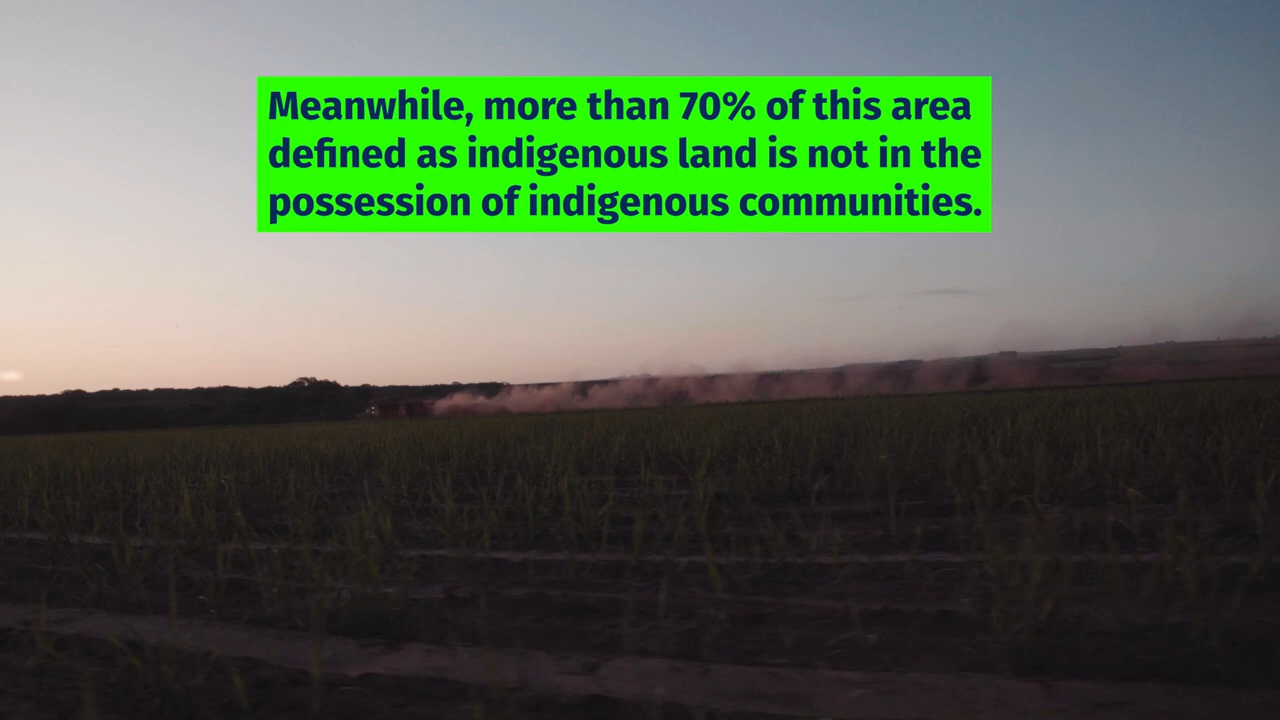 Meanwhile, more than 70% of this area
defined as indigenous land is not in the
possession of indigenous communities.